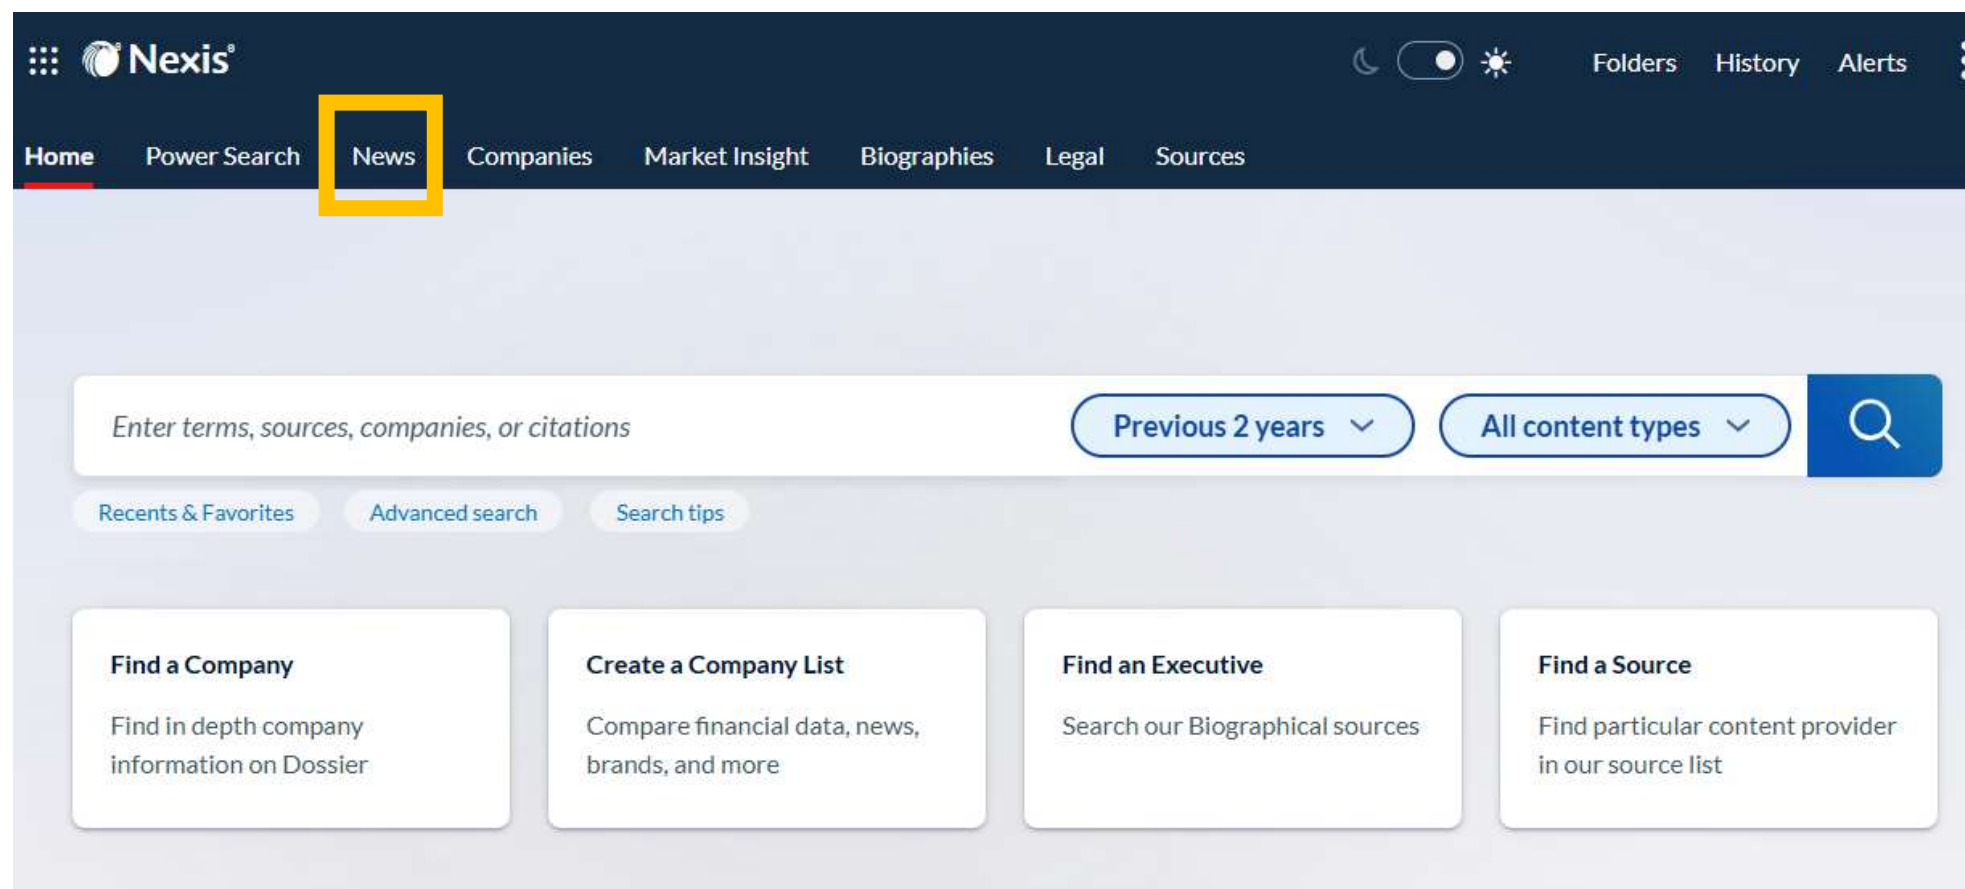 Nexis®
Folders History Alerts
Home Power Search News Companies Market Insight Biographies Legal Sources
Enter terms, sources, companies, or citations Previous 2 years All content types
Recents & Favorites Advanced search Search tips
Find a Company
Find in depth company
information on Dossier
Create a Company List
Compare financial data, news,
brands, and more
Find an Executive
Search our Biographical sources
Find a Source
Find particular content provider
in our source list